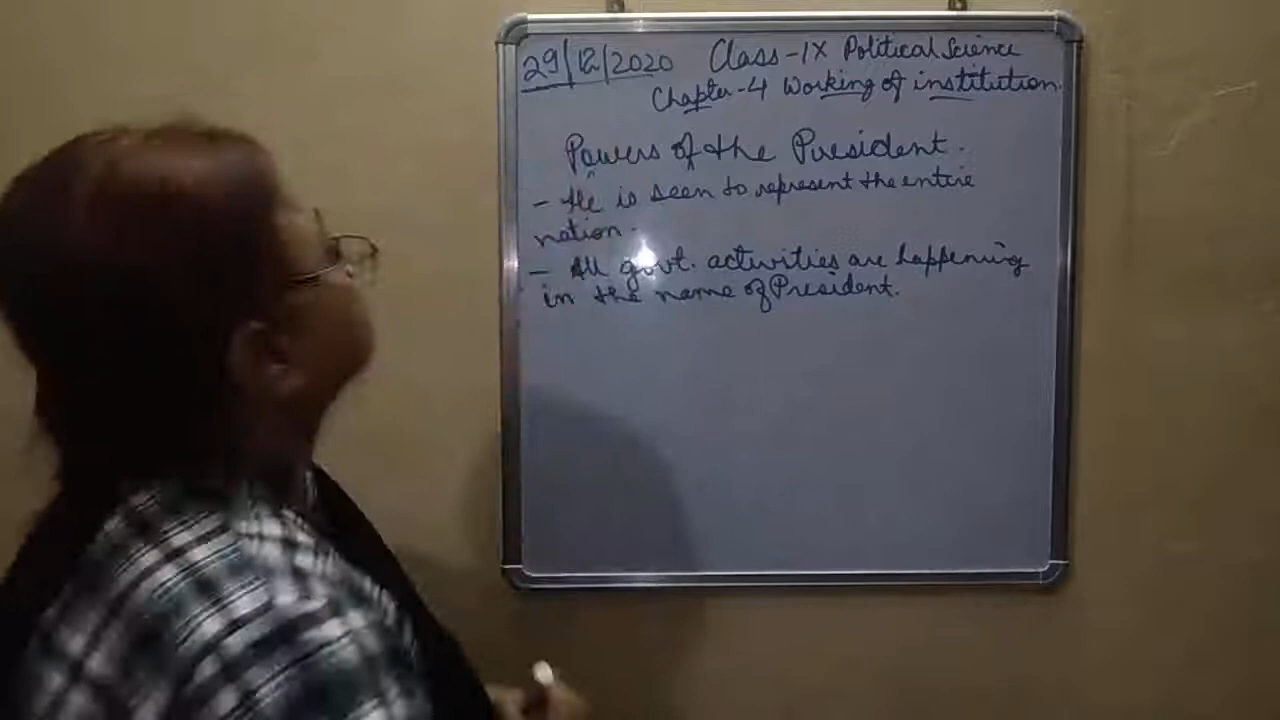 29/12/2020 Class-IX Political Science
Chapter-4 Working of institution.
Powers of the President.
- He is seen to represent the entire
nation.
- All govt. activities are happening
in the name of President.